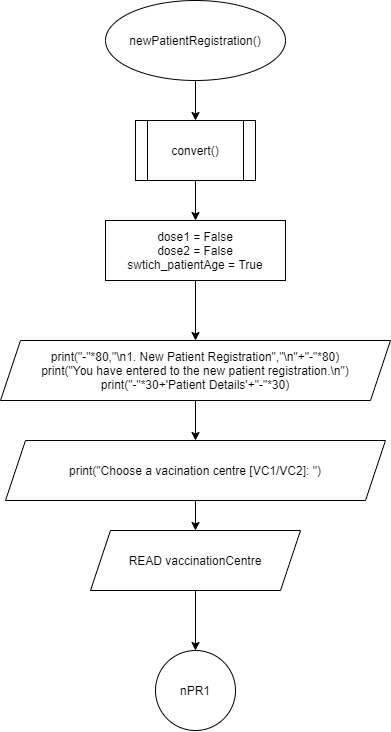 newPatientRegistration()
convert()
dose1 = False
dose2 = False
swtich_patientAge = True
print("-"*80,"\n1. New Patient Registration","\n"+"-"*80)
print("You have entered to the new patient registration.\n")
print("-"*30+'Patient Details'+"-"*30)
print("Choose a vacination centre [VC1/VC2]: ")
READ vaccinationCentre
nPR1